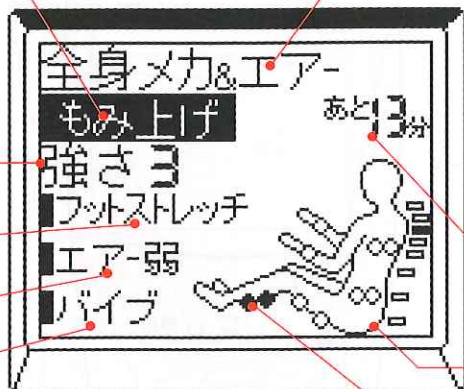 全身メカ&エアー
もみ上げ
あと13分
強さ3
フットストレッチ
エアー弱
バイブ